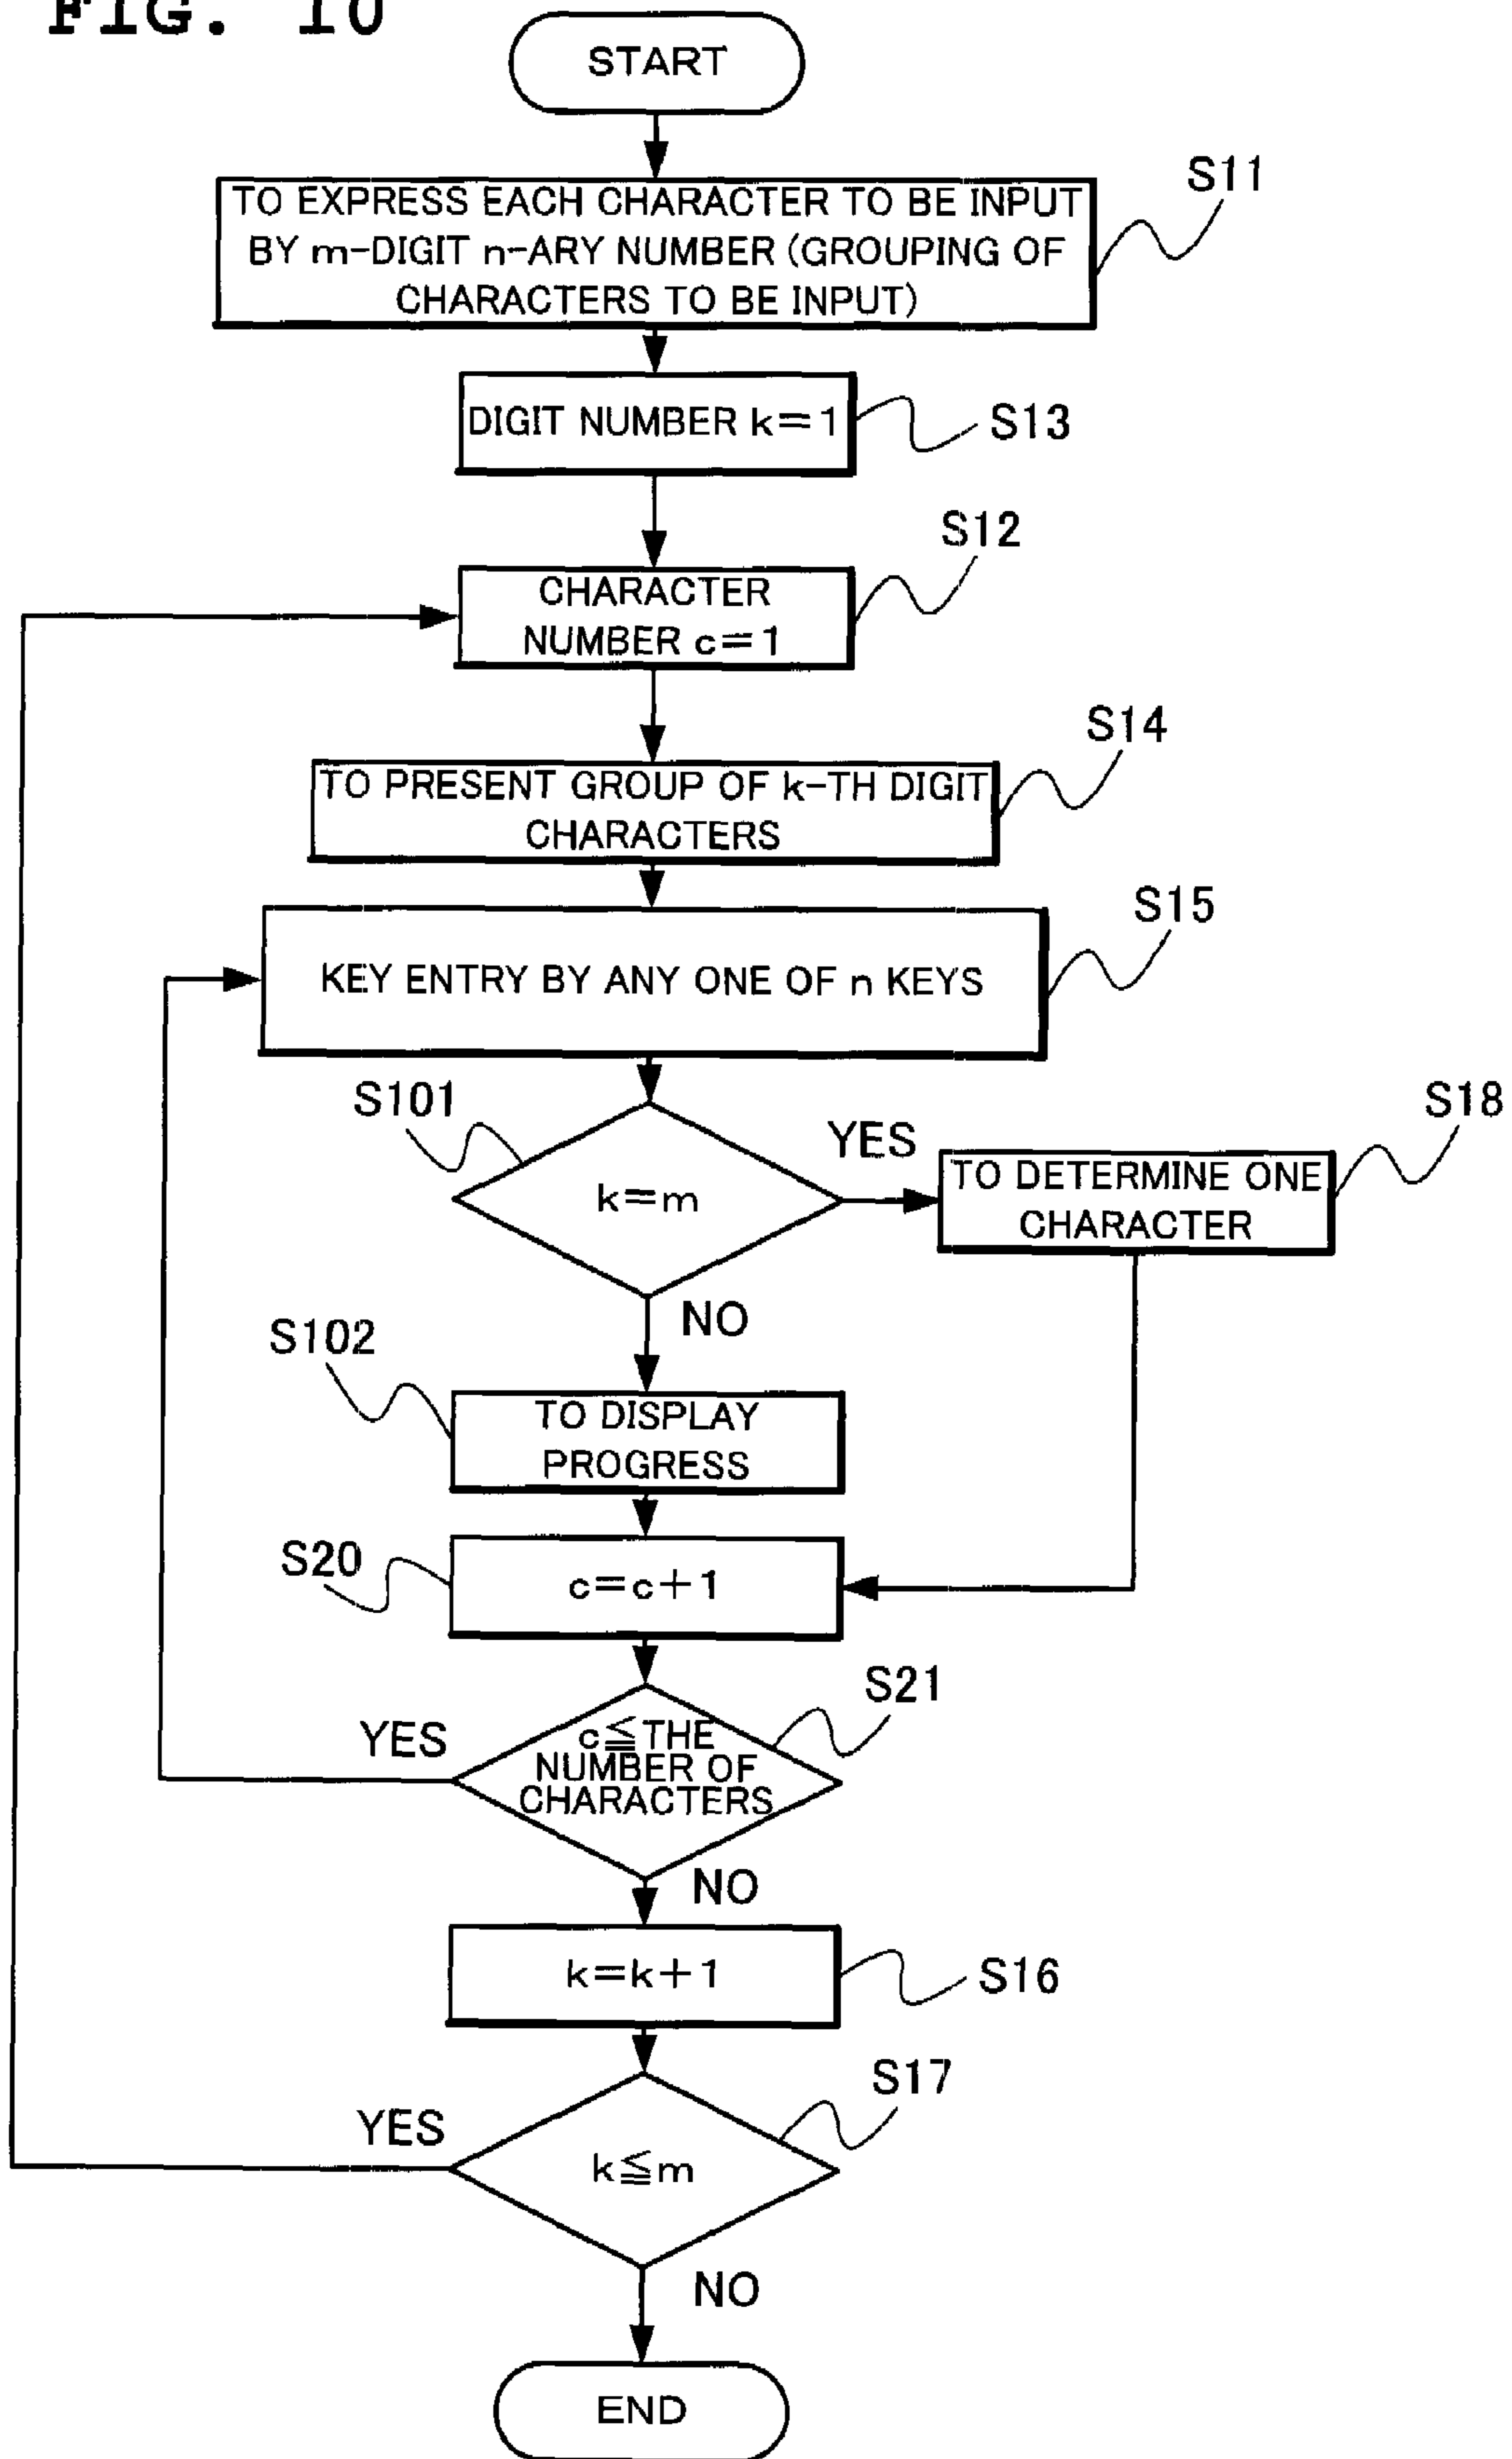 FIG. 10
START
S11
TO EXPRESS EACH CHARACTER TO BE INPUT
BY m-DIGIT n-ARY NUMBER (GROUPING OF
CHARACTERS TO BE INPUT)
DIGIT NUMBER k=1
S13
S12
CHARACTER
NUMBER c=1
S14
TO PRESENT GROUP OF k-TH DIGIT
CHARACTERS
S15
KEY ENTRY BY ANY ONE OF n KEYS
S101
k=m
YES
S18
TO DETERMINE ONE
CHARACTER
NO
S102
TO DISPLAY
PROGRESS
S20
c=c+1
S21
YES
c≦THE
NUMBER OF
CHARACTERS
NO
k=k+1
S16
S17
YES
k≦m
NO
END